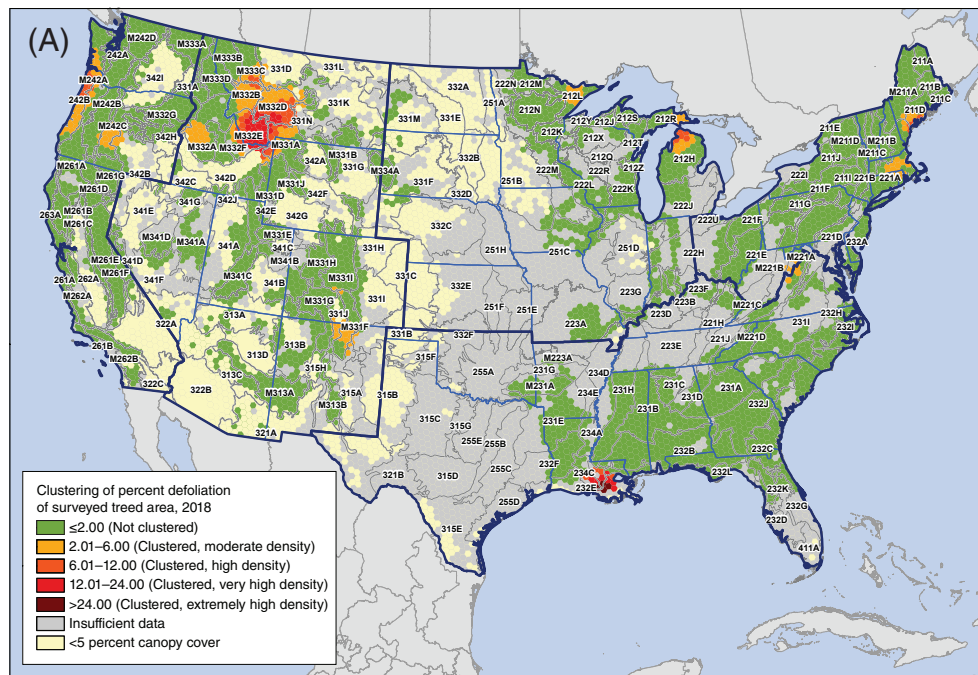 (A)
M242D
242A
M333A
M333B
M333C
331D
331L
342I
331A
M333D
M332B
M332D
331N
331K
M242A
242B
M242B
M332G
M242C
342H
M332A
M332F
M332E
M331A
M331B
331G
342A
M334A
M261A
M261G
342B
342C
342D
M331J
342F
M331D
M261D
341G
342J
342E
342G
263A
M261B
M261C
341E
M331E
341C
M341B
331H
M341D
M341A
341A
M331H
M331I
M261E
341D
M261F
261A
262A
341F
M341C
341B
M331G
331I
M262A
331J
322A
313A
M331F
331B
261B
313D
313B
315H
M262B
322C
313C
322B
M313A
315A
315B
M313B
321A
332A
251A
331M
331E
332B
331F
332D
251B
332C
251H
331C
332E
251F
251E
332F
315F
255A
315C
315G
255E
255B
321B
315D
255C
255D
315E
222N
212M
212L
212N
212K
212Y
212J
212S
212R
212X
212T
212Q
222R
212Z
212H
222M
222L
222K
222J
222U
251C
251D
222H
223G
223A
223F
223B
223D
M223A
231G
M231A
234D
234E
223E
221H
221J
231H
231C
231D
231B
231A
231E
234A
232F
234C
232E
232B
232L
232C
232J
232K
232G
232D
411A
211A
M211A
211B
211C
211D
211E
M211D
M211B
M211C
211J
222I
211I
221B
221A
211F
211G
221F
221D
232A
221E
M221A
M221B
M221C
M221D
231I
232H
232I
Clustering of percent defoliation
of surveyed treed area, 2018
≤2.00 (Not clustered)
2.01–6.00 (Clustered, moderate density)
6.01–12.00 (Clustered, high density)
12.01–24.00 (Clustered, very high density)
>24.00 (Clustered, extremely high density)
Insufficient data
<5 percent canopy cover